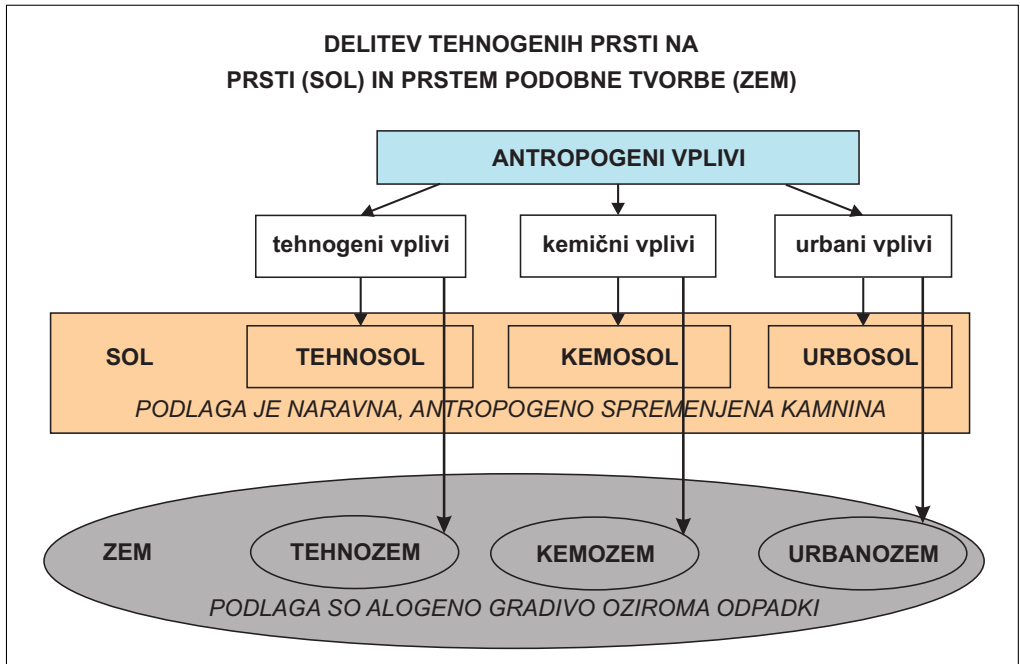 DELITEV TEHNOGENIH PRSTI NA
PRSTI (SOL) IN PRSTEM PODOBNE TVORBE (ZEM)
ANTROPOGENI VPLIVI
tehnogeni vplivi
kemični vplivi
urbani vplivi
SOL
TEHNOSOL
KEMOSOL
URBOSOL
PODLAGA JE NARAVNA, ANTROPOGENO SPREMENJENA KAMNINA
ZEM
TEHNOZEM
KEMOZEM
URBANOZEM
PODLAGA SO ALOGENO GRADIVO OZIROMA ODPADKI